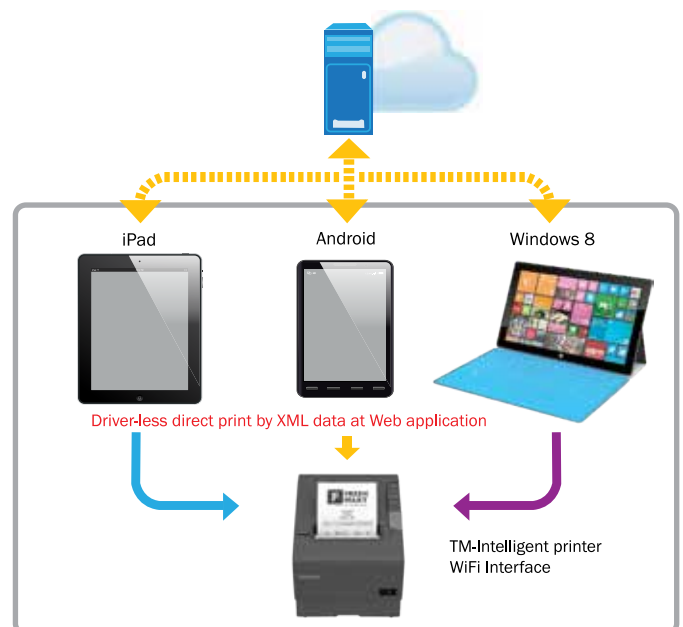 iPad
Android
Windows 8
Driver-less direct print by XML data at Web application
TM-Intelligent printer
WiFi Interface